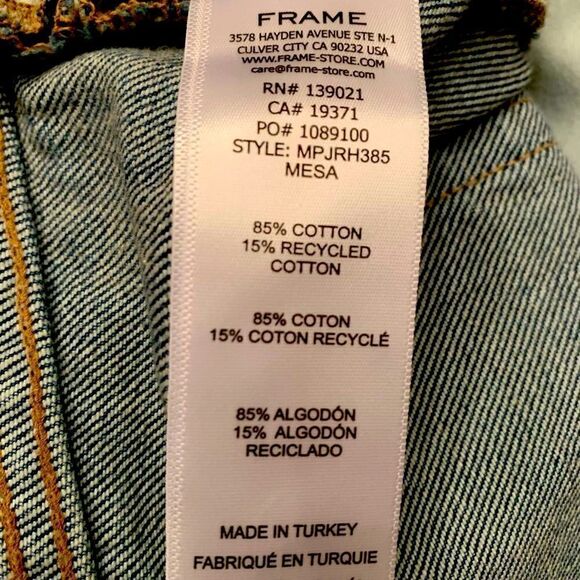 FRAME
3578 HAYDEN AVENUE STE N-1
CULVER CITY CA 90232 USA
WWW.FRAME-STORE.COM
care@frame-store.com
RN# 139021
CA# 19371
PO# 1089100
STYLE: MPJRH385
MESA
85% COTTON
15% RECYCLED
COTTON
85% COTON
15% COTON RECYCLÉ
85% ALGODÓN
15% ALGODÓN
RECICLADO
MADE IN TURKEY
FABRIQUÉ EN TURQUIE